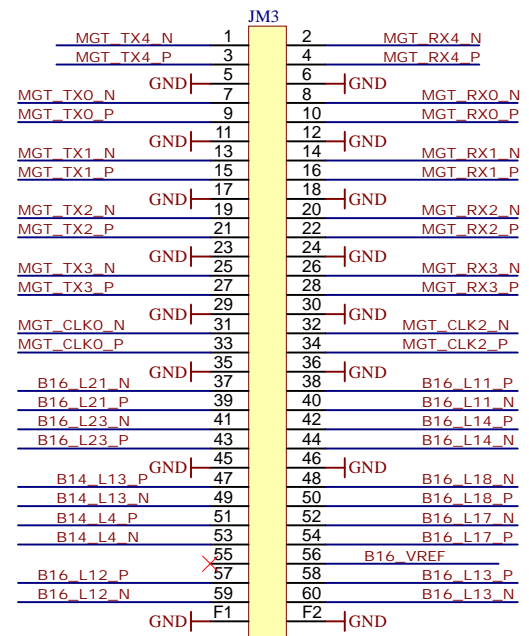 JM3
MGT_TX4_N 1 2 MGT_RX4_N
MGT_TX4_P 3 4 MGT_RX4_P
GND 5 6 GND
MGT_TX0_N 7 8 MGT_RX0_N
MGT_TX0_P 9 10 MGT_RX0_P
GND 11 12 GND
MGT_TX1_N 13 14 MGT_RX1_N
MGT_TX1_P 15 16 MGT_RX1_P
GND 17 18 GND
MGT_TX2_N 19 20 MGT_RX2_N
MGT_TX2_P 21 22 MGT_RX2_P
GND 23 24 GND
MGT_TX3_N 25 26 MGT_RX3_N
MGT_TX3_P 27 28 MGT_RX3_P
GND 29 30 GND
MGT_CLK0_N 31 32 MGT_CLK2_N
MGT_CLK0_P 33 34 MGT_CLK2_P
GND 35 36 GND
B16_L21_N 37 38 B16_L11_P
B16_L21_P 39 40 B16_L11_N
B16_L23_N 41 42 B16_L14_P
B16_L23_P 43 44 B16_L14_N
GND 45 46 GND
B14_L13_P 47 48 B16_L18_N
B14_L13_N 49 50 B16_L18_P
B14_L4_P 51 52 B16_L17_N
B14_L4_N 53 54 B16_L17_P
55 56 B16_VREF
B16_L12_P 57 58 B16_L13_P
B16_L12_N 59 60 B16_L13_N
GND F1 F2 GND